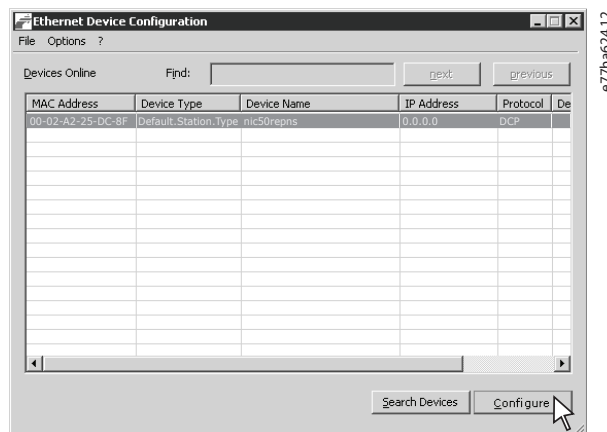 Ethernet Device Configuration
File Options ?
Devices Online Find: next previous
MAC Address Device Type Device Name IP Address Protocol De
00-02-A2-25-DC-8F Default.Station.Type nic50repns 0.0.0.0 DCP
Search Devices Configure